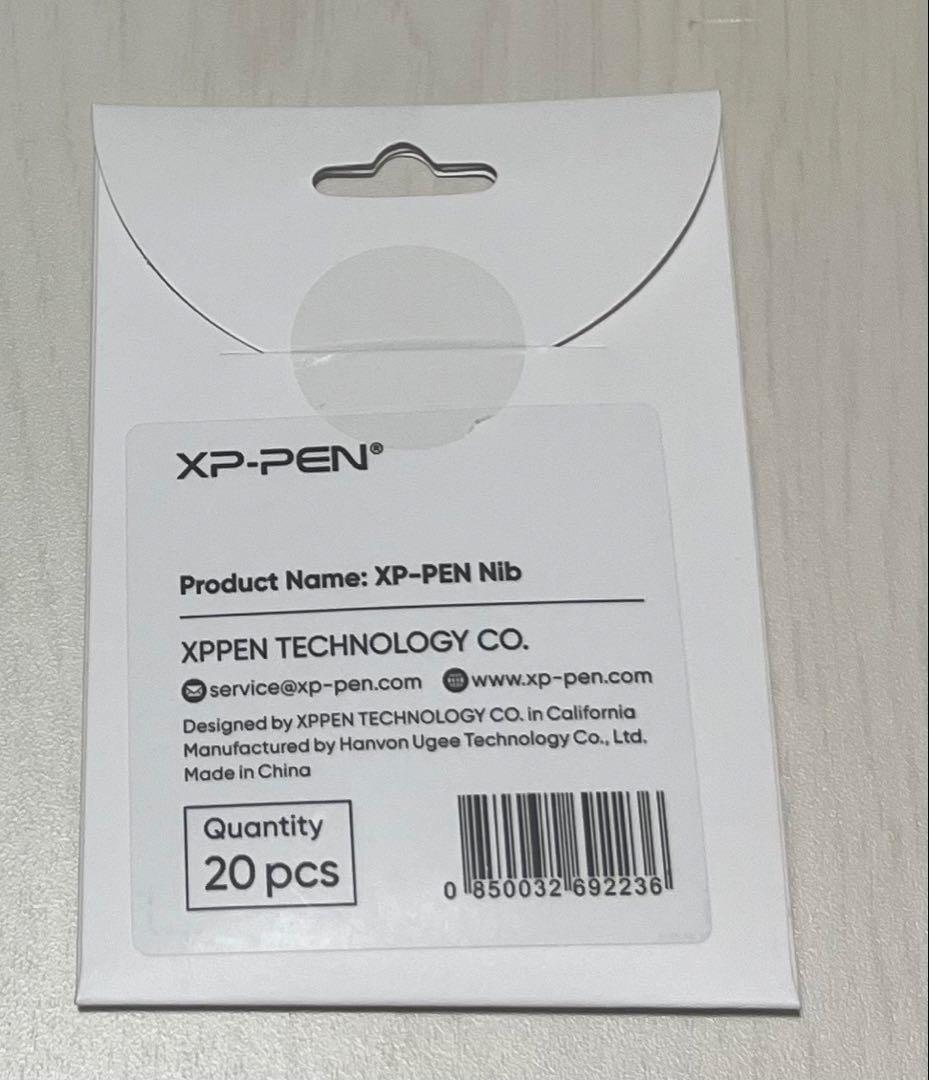 XP-PEN®
Product Name: XP-PEN Nib
XPPEN TECHNOLOGY CO.
service@xp-pen.com www.xp-pen.com
Designed by XPPEN TECHNOLOGY CO. in California
Manufactured by Hanvon Ugee Technology Co., Ltd.
Made in China
Quantity
20 pcs
0 850032 692236